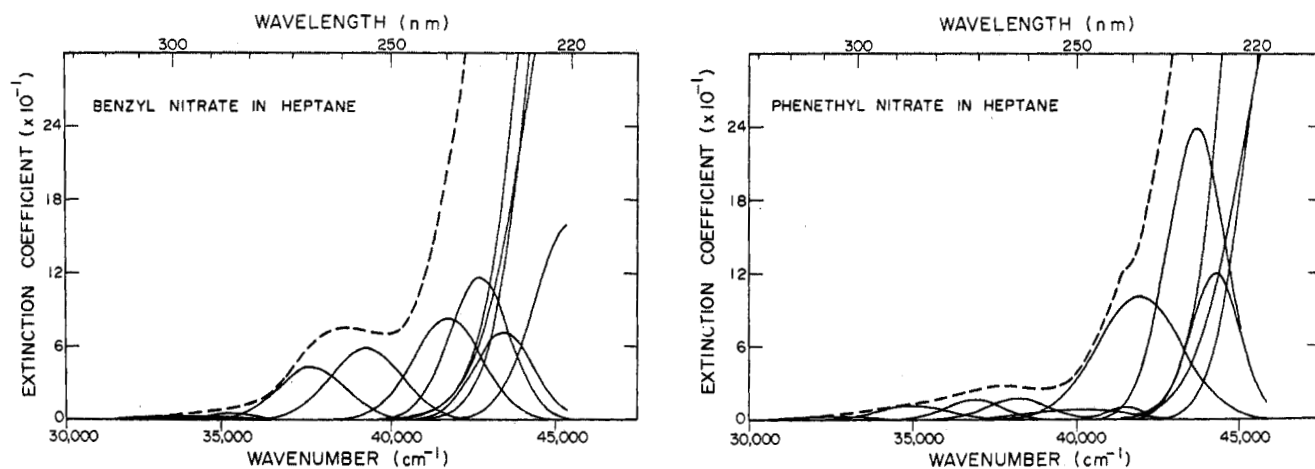 WAVELENGTH (nm)
300 250 220
BENZYL NITRATE IN HEPTANE
EXTINCTION COEFFICIENT (x 10⁻¹)
24
18
12
6
0
30,000 35,000 40,000 45,000
WAVENUMBER (cm⁻¹)
WAVELENGTH (nm)
300 250 220
PHENETHYL NITRATE IN HEPTANE
EXTINCTION COEFFICIENT (x 10⁻¹)
24
18
12
6
0
30,000 35,000 40,000 45,000
WAVENUMBER (cm⁻¹)